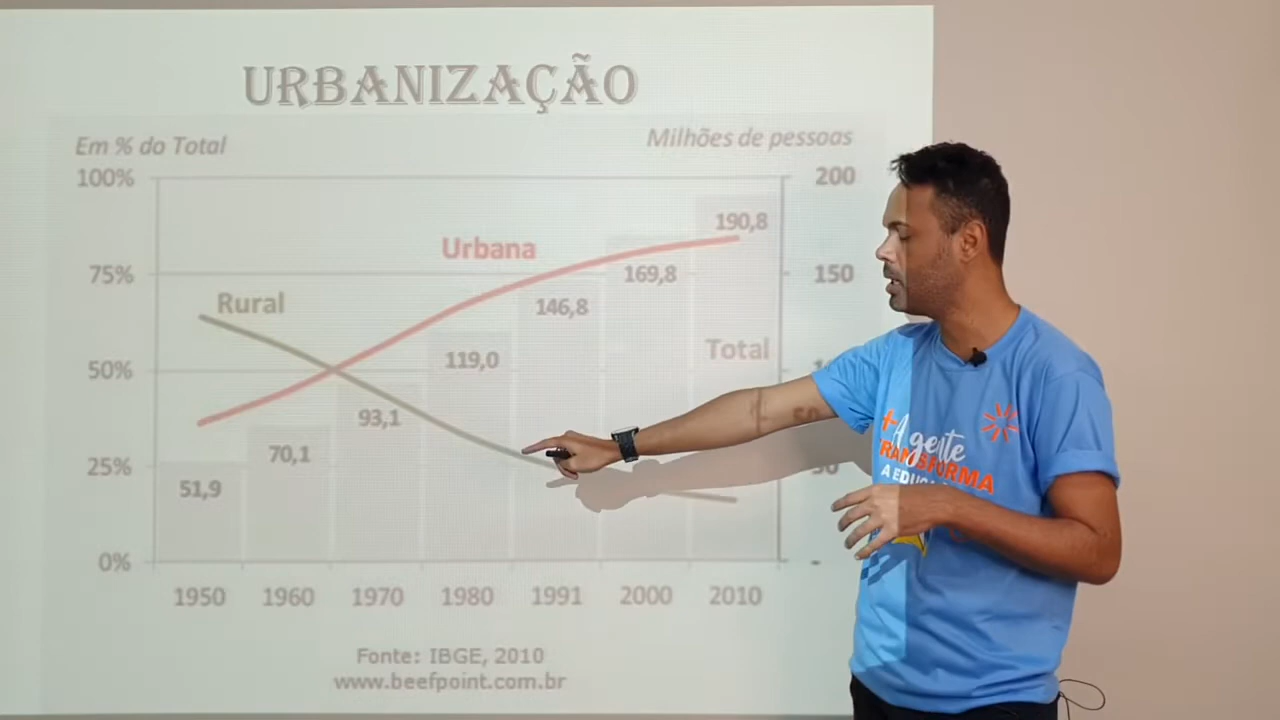 URBANIZAÇÃO
Em % do Total
Milhões de pessoas
100%
200
190,8
Urbana
75%
169,8
150
Rural
146,8
Total
119,0
50%
93,1
70,1
25%
50
51,9
0%
-
1950 1960 1970 1980 1991 2000 2010
Fonte: IBGE, 2010
www.beefpoint.com.br
+
A gente
TRANSFORMA